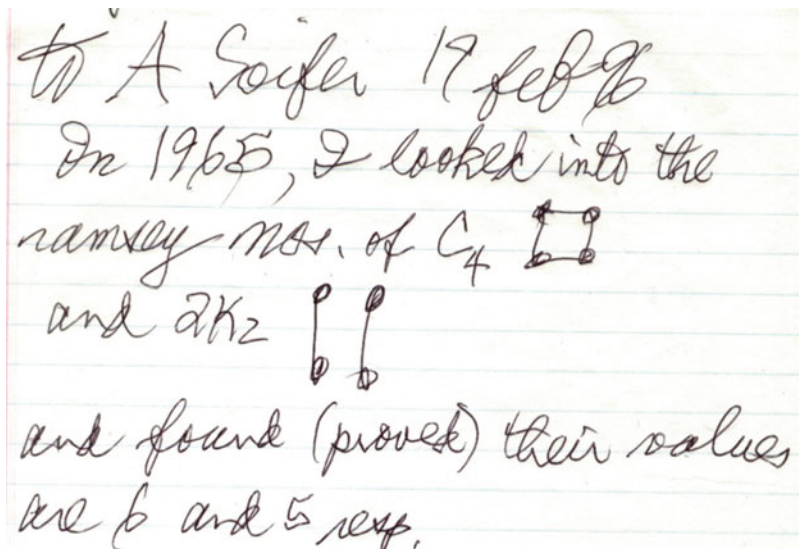 to A Soifer 19 feb 96
In 1965, I looked into the
ramsey nos. of C₄
and 2K₂
and found (proved) their values
are 6 and 5 resp.